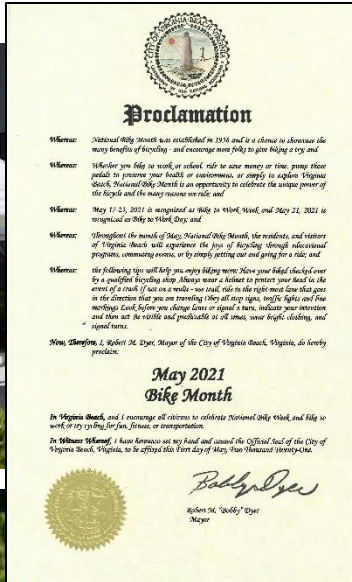 CITY OF VIRGINIA BEACH, VIRGINIA
Proclamation
Whereas: National Bike Month was established in 1956 and is a chance to showcase the
many benefits of bicycling - and encourage more folks to give biking a try; and
Whereas: Whether you bike to work or school, ride to save money or time, pump those
pedals to preserve your health or environment, or simply to explore Virginia
Beach, National Bike Month is an opportunity to celebrate the unique power of
the bicycle and the many reasons we ride; and
Whereas: May 17-23, 2021 is recognized as Bike to Work Week and May 21, 2021 is
recognized as Bike to Work Day; and
Whereas: Throughout the month of May, National Bike Month, the residents, and visitors
of Virginia Beach will experience the joys of bicycling through educational
programs, commuting events, or by simply getting out and going for a ride; and
Whereas: the following tips will help you enjoy biking more: Have your biked checked over
by a qualified bicycling shop Always wear a helmet to protect your head in the
event of a crash If not on a multi - use trail, ride in the right-most lane that goes
in the direction that you are traveling Obey all stop signs, traffic lights and
markings Look before you change lanes or signal a turn, indicate your intention
and then act Be visible and predicable at all times, wear bright clothing, and
signal turns.
Now, Therefore, I, Robert M. Dyer, Mayor of the City of Virginia Beach, Virginia, do hereby
proclaim:
May 2021
Bike Month
In Virginia Beach, and I encourage all citizens to celebrate National Bike Week and bike to
work or try cycling for fun, fitness, or transportation.
In Witness Whereof, I have hereunto set my hand and caused the Official Seal of the City of
Virginia Beach, Virginia, to be affixed this First day of May, Two Thousand Twenty-One.
Bobby Dyer
Robert M. "Bobby" Dyer
Mayor